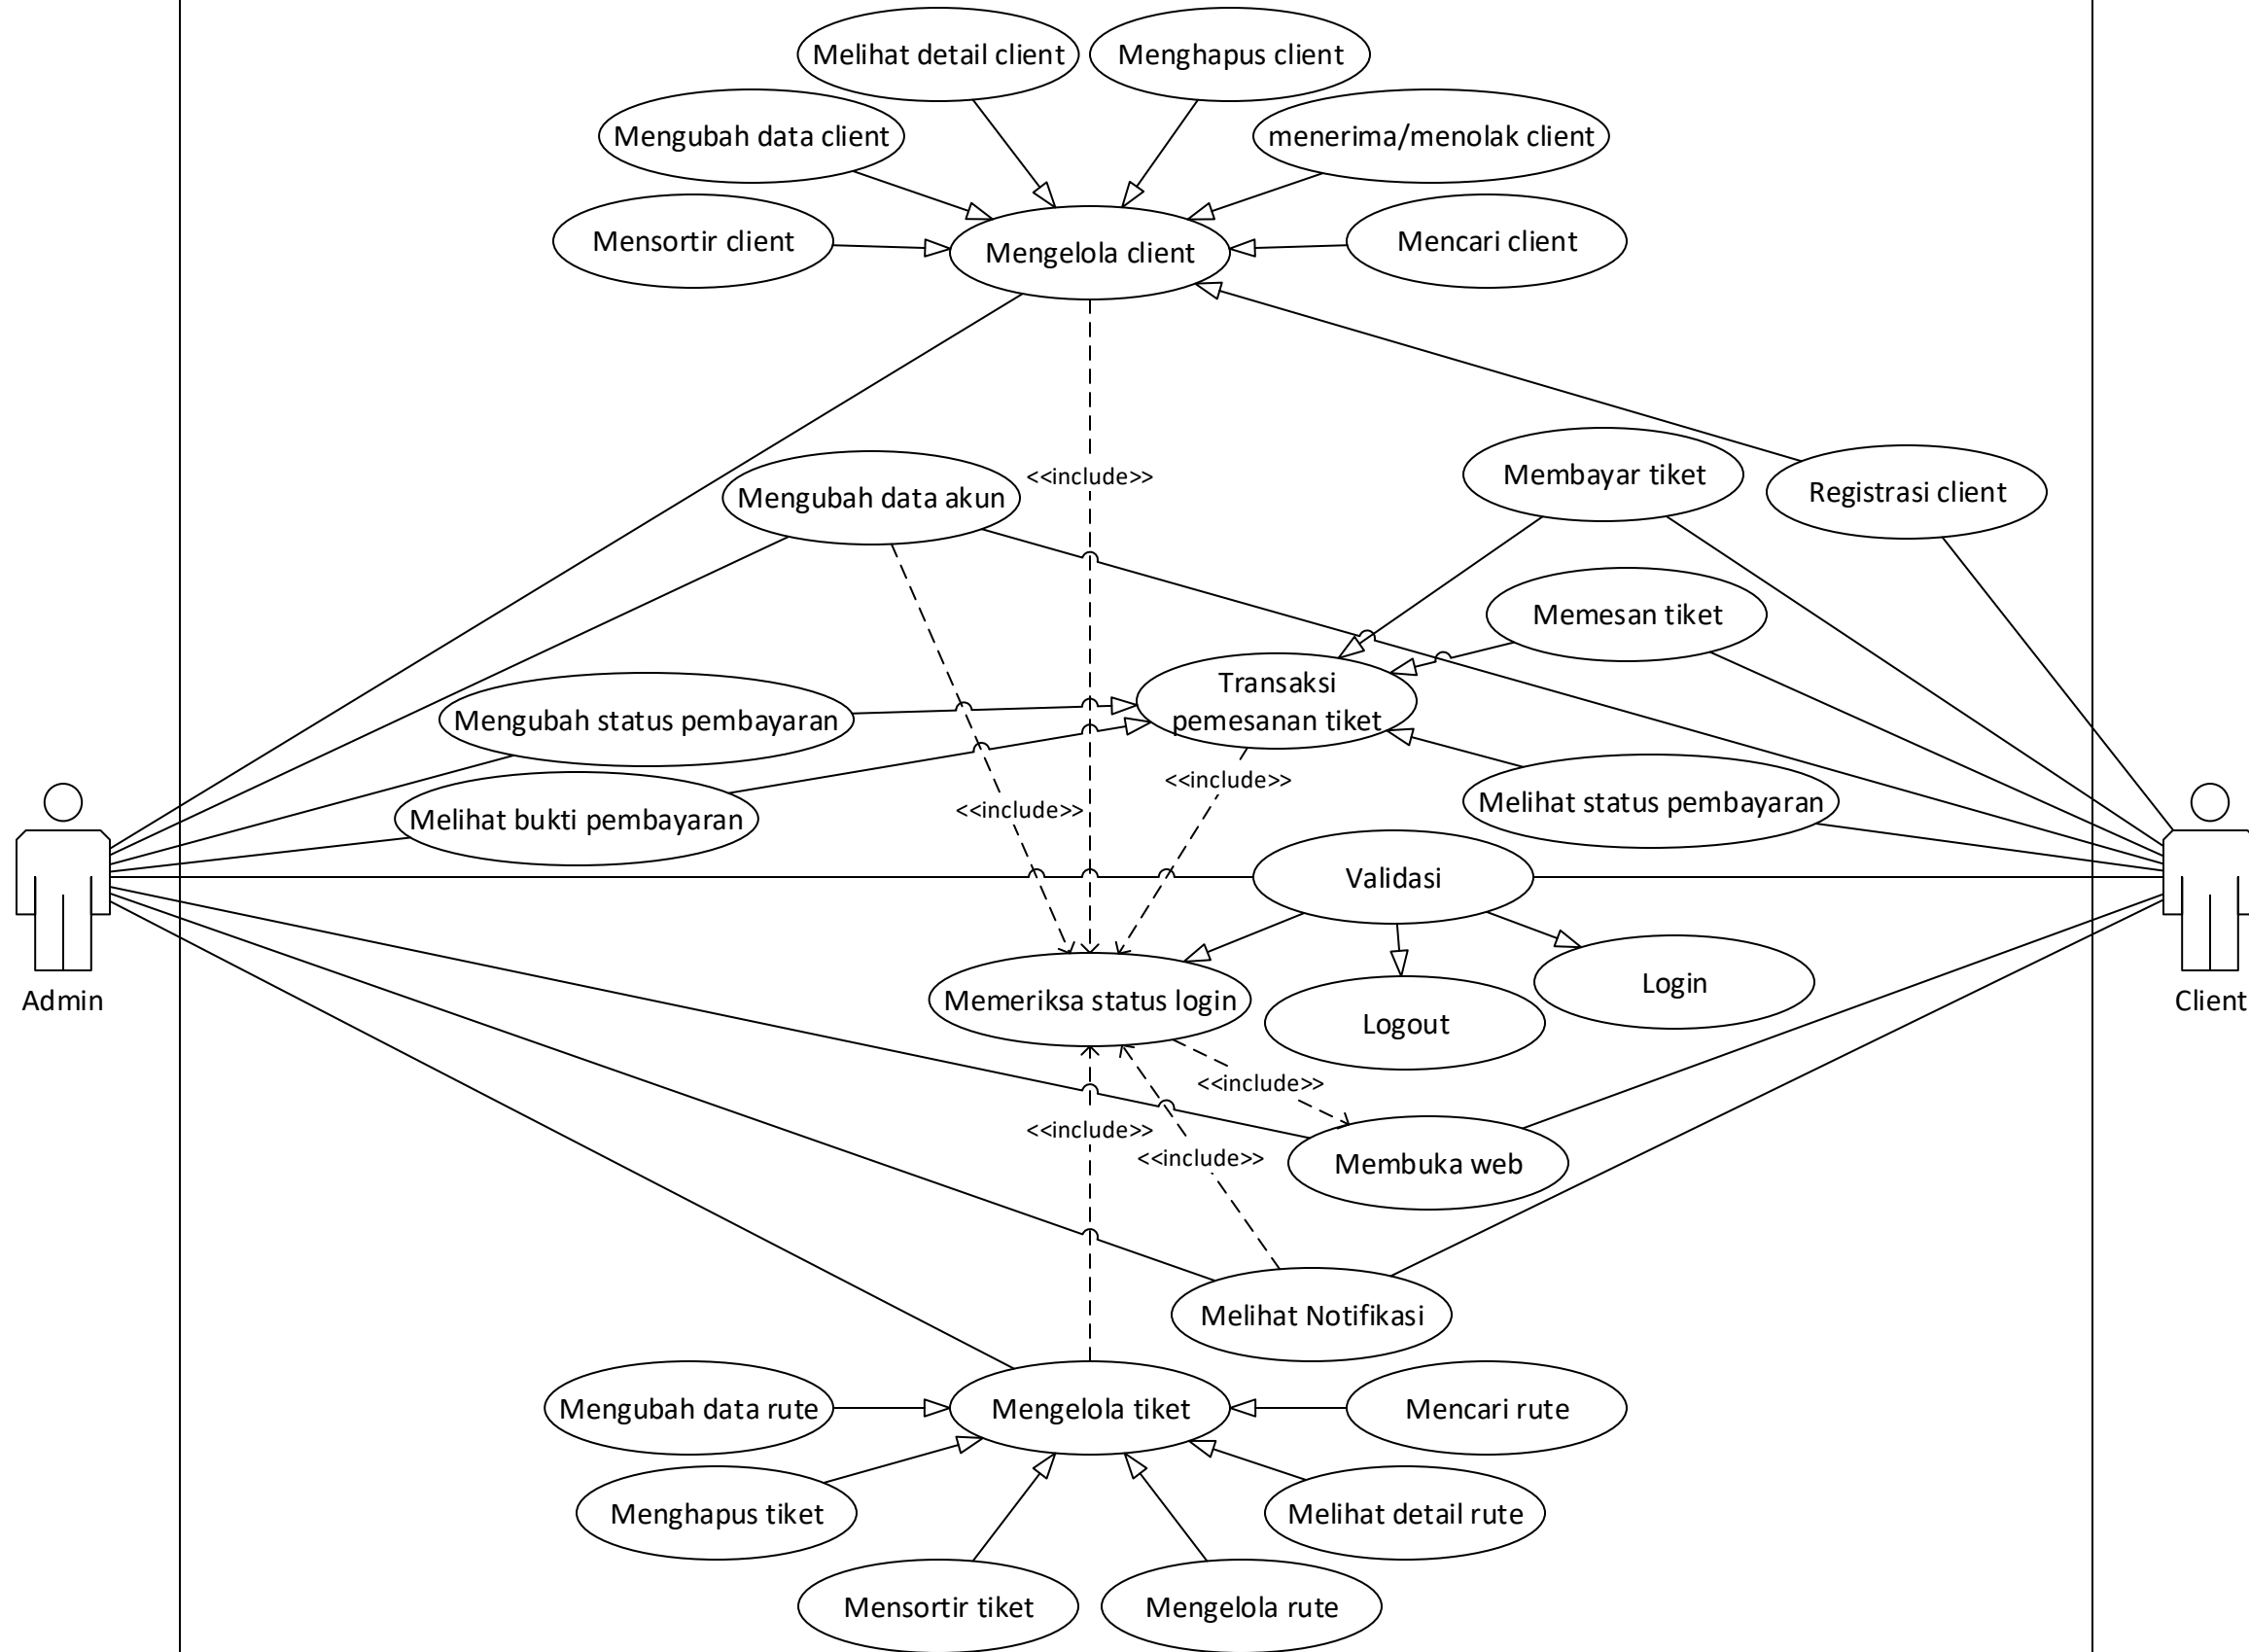 Melihat detail client
Menghapus client
Mengubah data client
menerima/menolak client
Mensortir client
Mencari client
Mengelola client
<<include>>
Membayar tiket
Registrasi client
Mengubah data akun
Memesan tiket
Transaksi
pemesanan tiket
Mengubah status pembayaran
<<include>>
Melihat status pembayaran
<<include>>
Melihat bukti pembayaran
Validasi
Login
Admin
Memeriksa status login
Client
Logout
<<include>>
<<include>>
<<include>>
Membuka web
Melihat Notifikasi
Mengubah data rute
Mengelola tiket
Mencari rute
Menghapus tiket
Melihat detail rute
Mensortir tiket
Mengelola rute